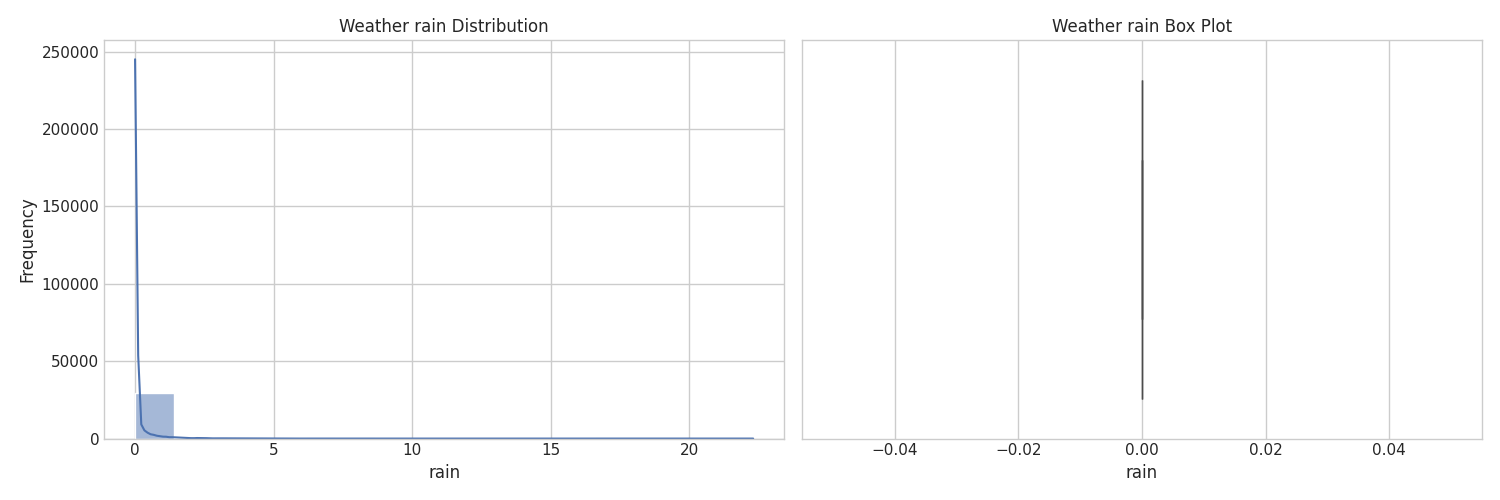 Weather rain Distribution
Frequency
250000
200000
150000
100000
50000
0
0 5 10 15 20
rain
Weather rain Box Plot
−0.04 −0.02 0.00 0.02 0.04
rain